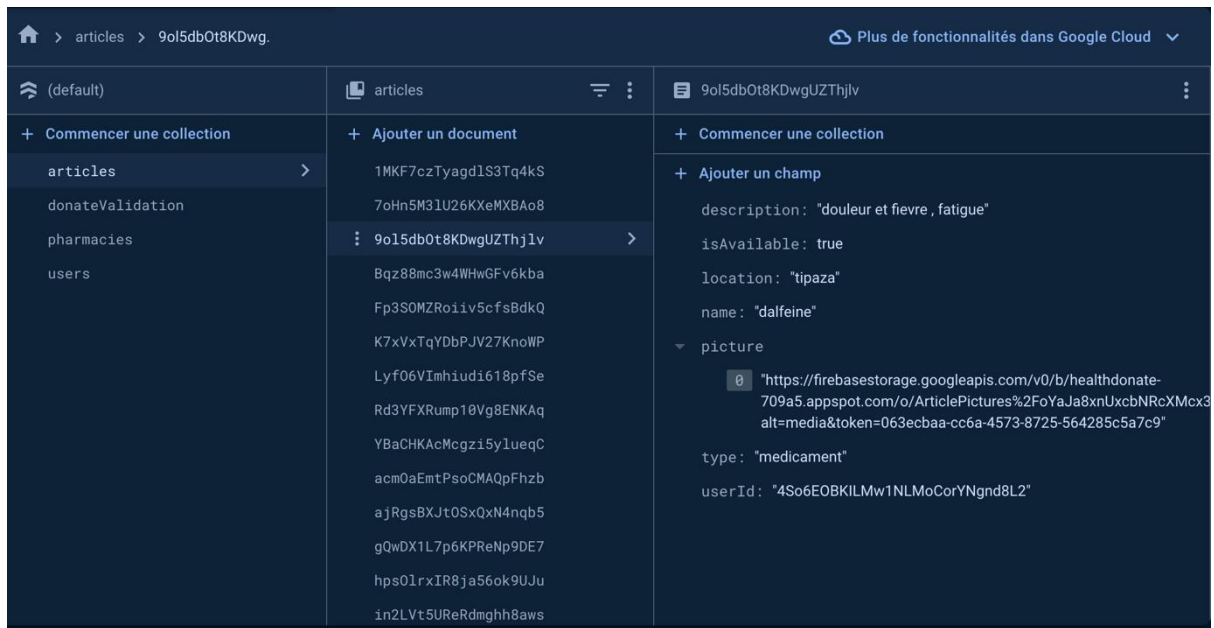 articles > 9ol5dbOt8KDwg.
Plus de fonctionnalités dans Google Cloud
(default)
Commencer une collection
articles
donateValidation
pharmacies
users
articles
Ajouter un document
1MKF7czTyagdlS3Tq4kS
7oHn5M3lU26KXeMXBAo8
9ol5dbOt8KDwgUZThjlv
Bqz88mc3w4WHwGFv6kba
Fp3SOMZRoiiv5cfsBdkQ
K7xVxTqYDbPJV27KnoWP
LyfO6VImhiudi618pfSe
Rd3YFXRump10Vg8ENKAq
YBaCHKAcMcgzi5ylueqC
acmOaEmtPsoCMAQpFhzb
ajRgsBXJtOSxQxN4nqb5
gQwDX1L7p6KPReNp9DE7
hpsOlrxIR8ja56ok9UJu
in2LVt5UReRdmghh8aws
9ol5dbOt8KDwgUZThjlv
Commencer une collection
Ajouter un champ
description: "douleur et fievre , fatigue"
isAvailable: true
location: "tipaza"
name: "dalfeine"
picture
0 "https://firebasestorage.googleapis.com/v0/b/healthdonate-
709a5.appspot.com/o/ArticlePictures%2FoYaJa8xnUxcbNRcXMcx3
alt=media&token=063ecbaa-cc6a-4573-8725-564285c5a7c9"
type: "medicament"
userId: "4So6EOBKILMw1NLMoCorYNgnd8L2"